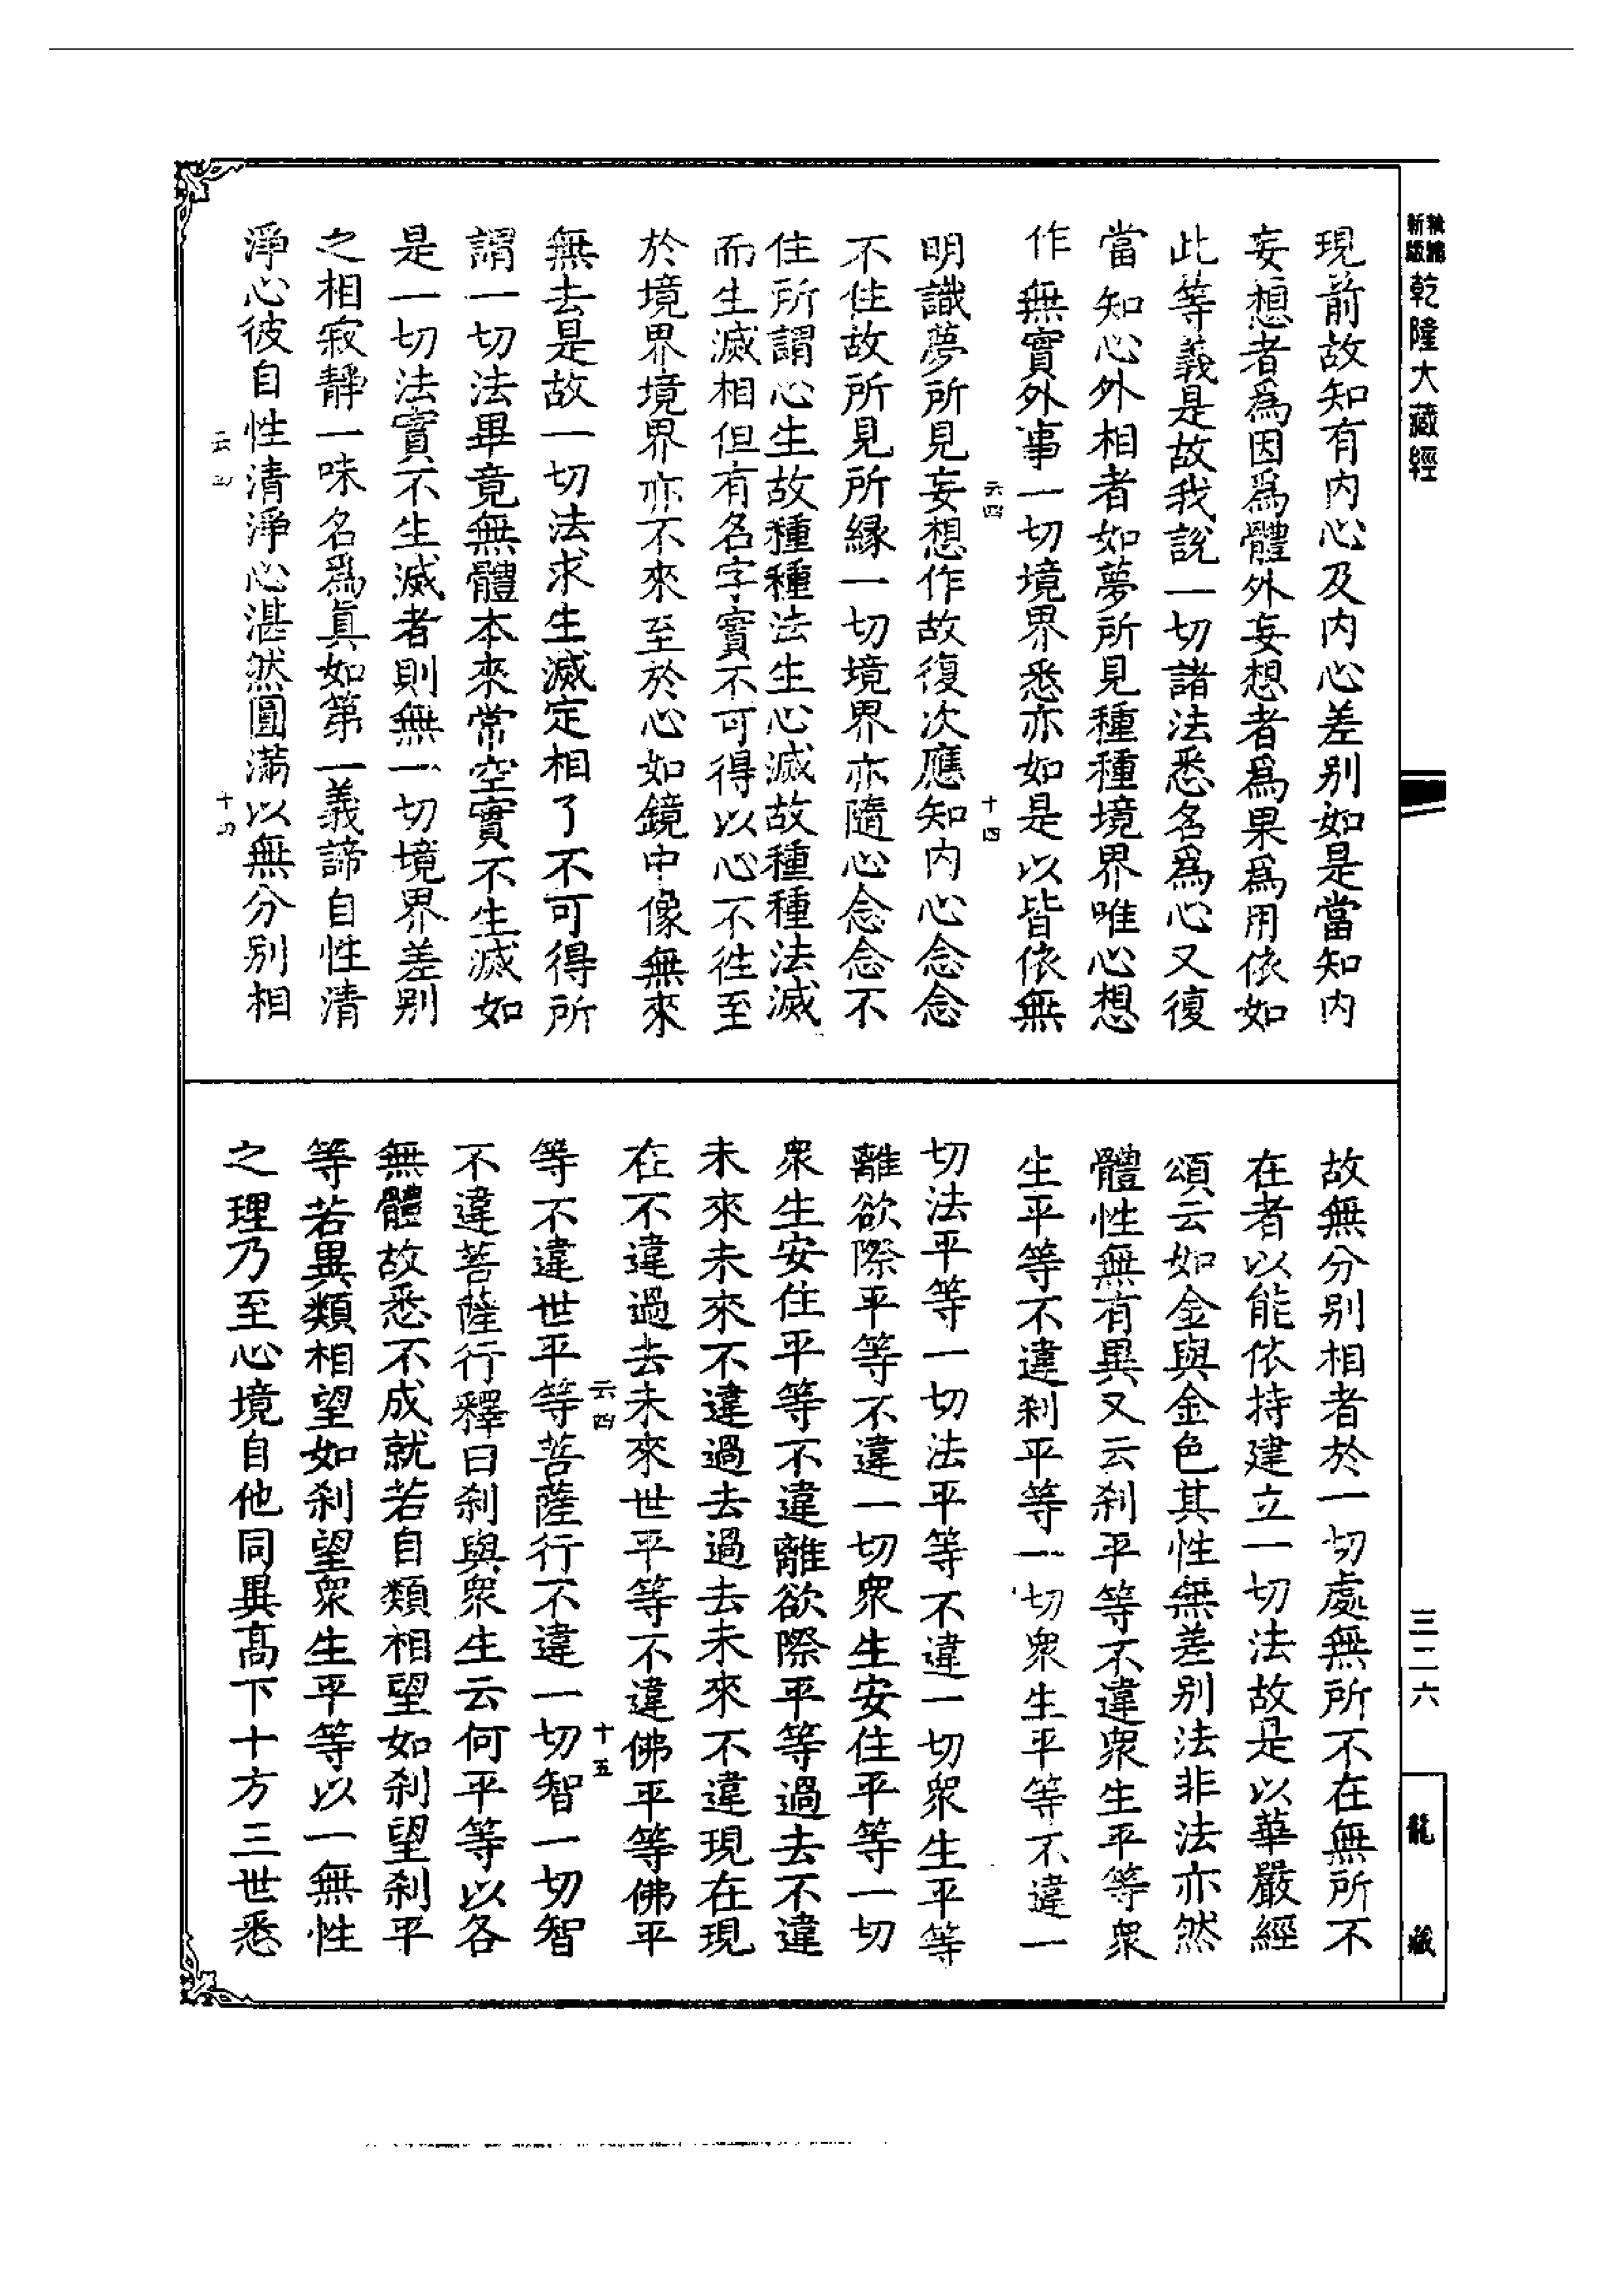 新編
新版
乾隆大藏經
現前故知有內心及內心差别如是當知內
妄想者為因為體外妄想者為果為用依如
此等義是故我說一切諸法悉名為心又復
當知心外相者如夢所見種種境界唯心想
作無實外事一切境界悉亦如是以皆依無
云四
十四
明識夢所見妄想作故復次應知內心念念
不住故所見所緣一切境界亦隨心念念不
住所謂心生故種種法生心滅故種種法滅
而生滅相但有名字實不可得以心不往至
於境界境界亦不來至於心如鏡中像無來
無去是故一切法求生滅定相了不可得所
謂一切法畢竟無體本來常空實不生滅如
是一切法實不生滅者則無一切境界差别
之相寂靜一味名為真如第一義諦自性清
淨心彼自性清淨心湛然圓滿以無分别相
云四
十四
故無分别相者於一切處無所不在無所不
在者以能依持建立一切法故是以華嚴經
頌云如金與金色其性無差别法非法亦然
體性無有異又云刹平等不違衆生平等衆
生平等不違刹平等一切衆生平等不違一
切法平等一切法平等不違一切衆生平等
離欲際平等不違一切衆生安住平等一切
衆生安住平等不違離欲際平等過去不違
未來未來不違過去過去未來不違現在現
在不違過去未來世平等不違佛平等佛平
云四
十五
等不違世平等菩薩行不違一切智一切智
不違菩薩行釋曰刹與衆生云何平等以各
無體故悉不成就若自類相望如刹望刹平
等若異類相望如刹望衆生平等以一無性
之理乃至心境自他同異高下十方三世悉
三二六
龍藏